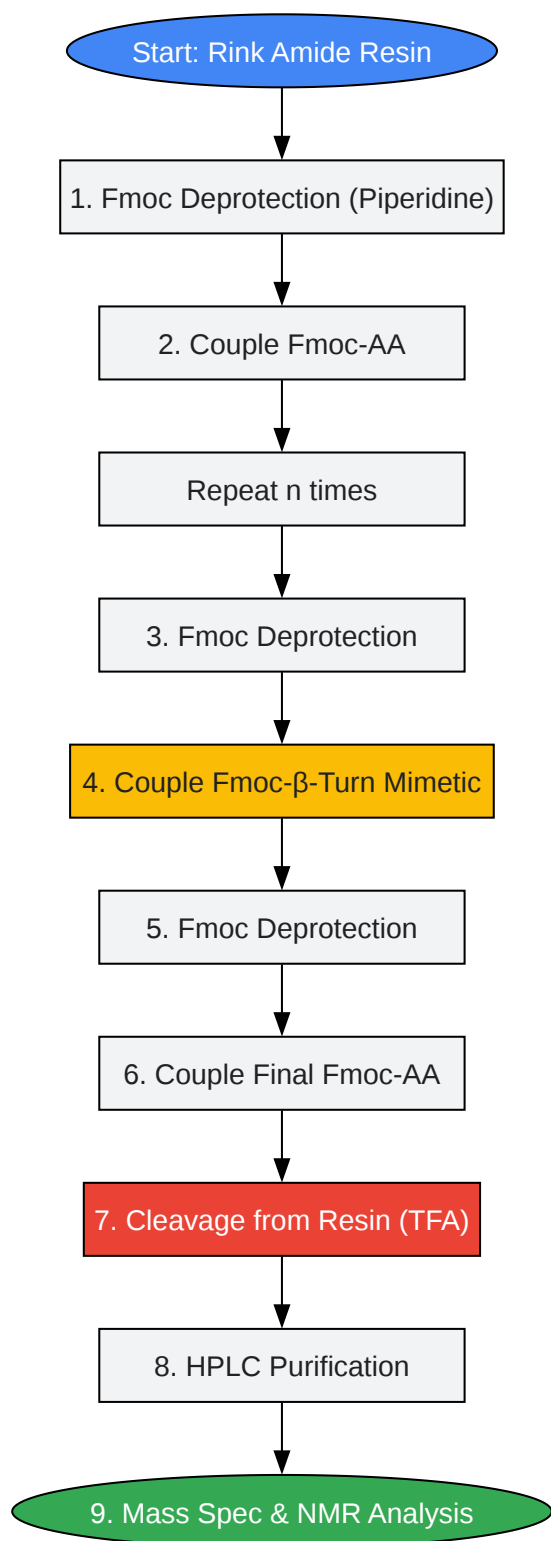 Start: Rink Amide Resin
1. Fmoc Deprotection (Piperidine)
2. Couple Fmoc-AA
Repeat n times
3. Fmoc Deprotection
4. Couple Fmoc-β-Turn Mimetic
5. Fmoc Deprotection
6. Couple Final Fmoc-AA
7. Cleavage from Resin (TFA)
8. HPLC Purification
9. Mass Spec & NMR Analysis